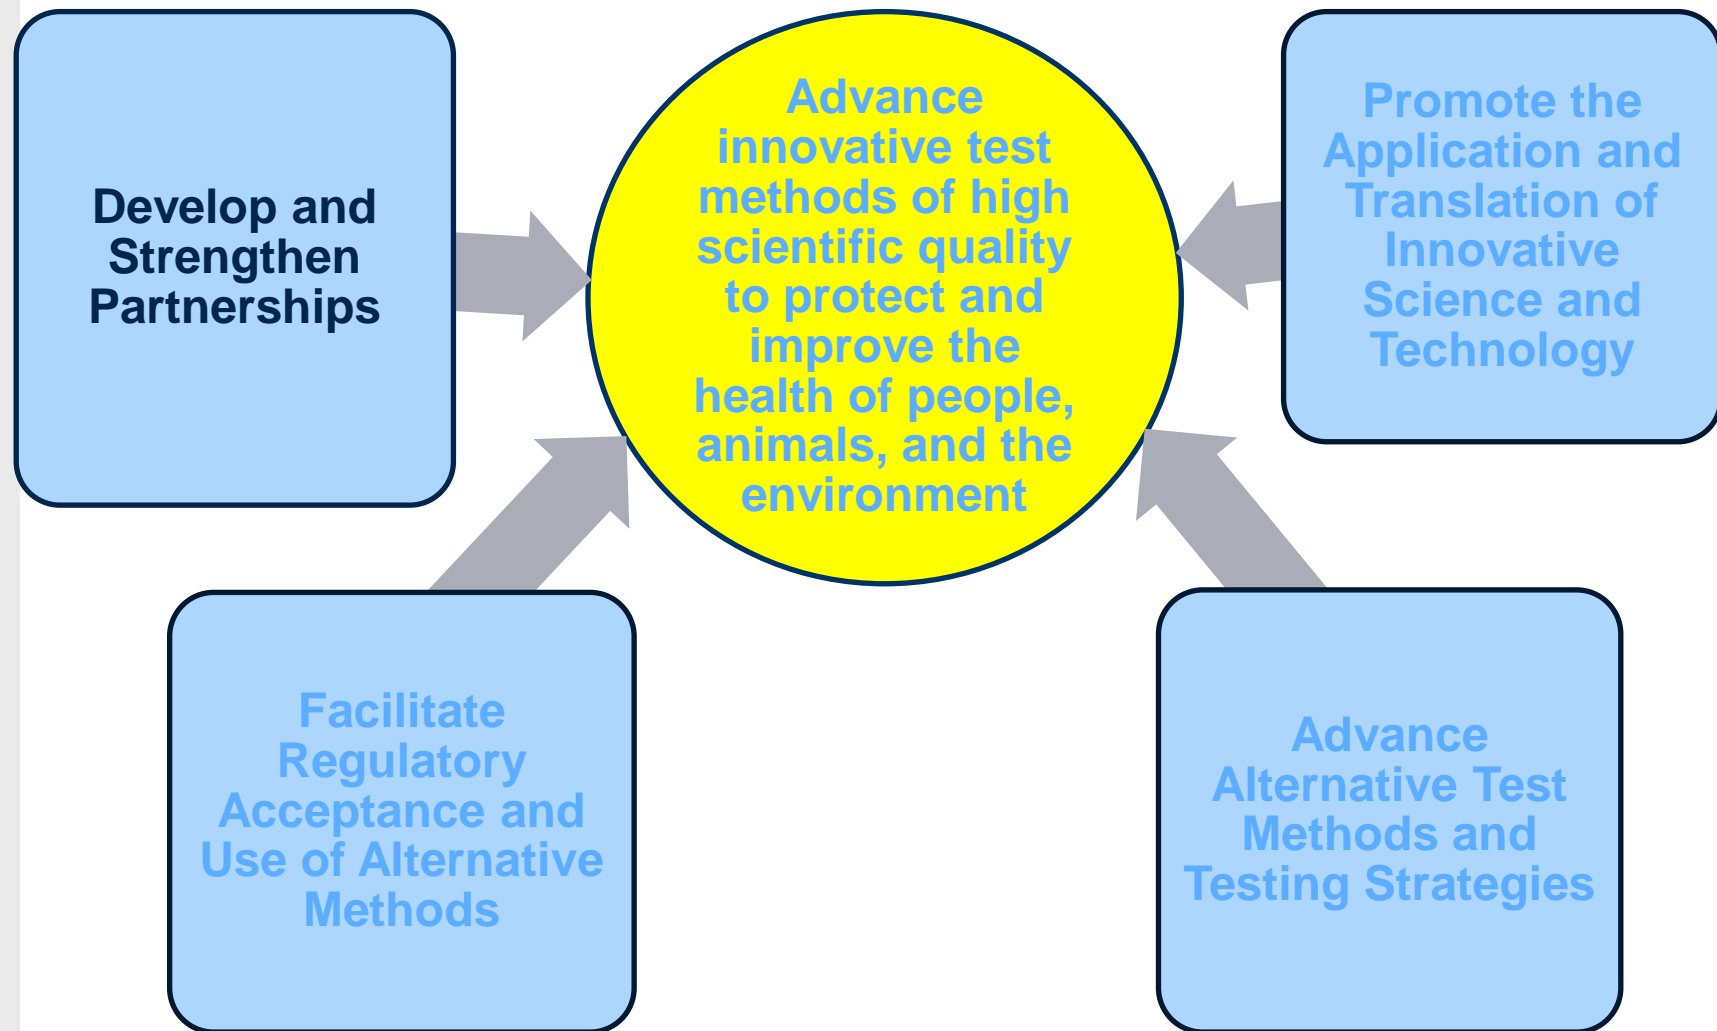 Develop and
Strengthen
Partnerships
Advance
innovative test
methods of high
scientific quality
to protect and
improve the
health of people,
animals, and the
environment
Promote the
Application and
Translation of
Innovative
Science and
Technology
Facilitate
Regulatory
Acceptance and
Use of Alternative
Methods
Advance
Alternative Test
Methods and
Testing Strategies